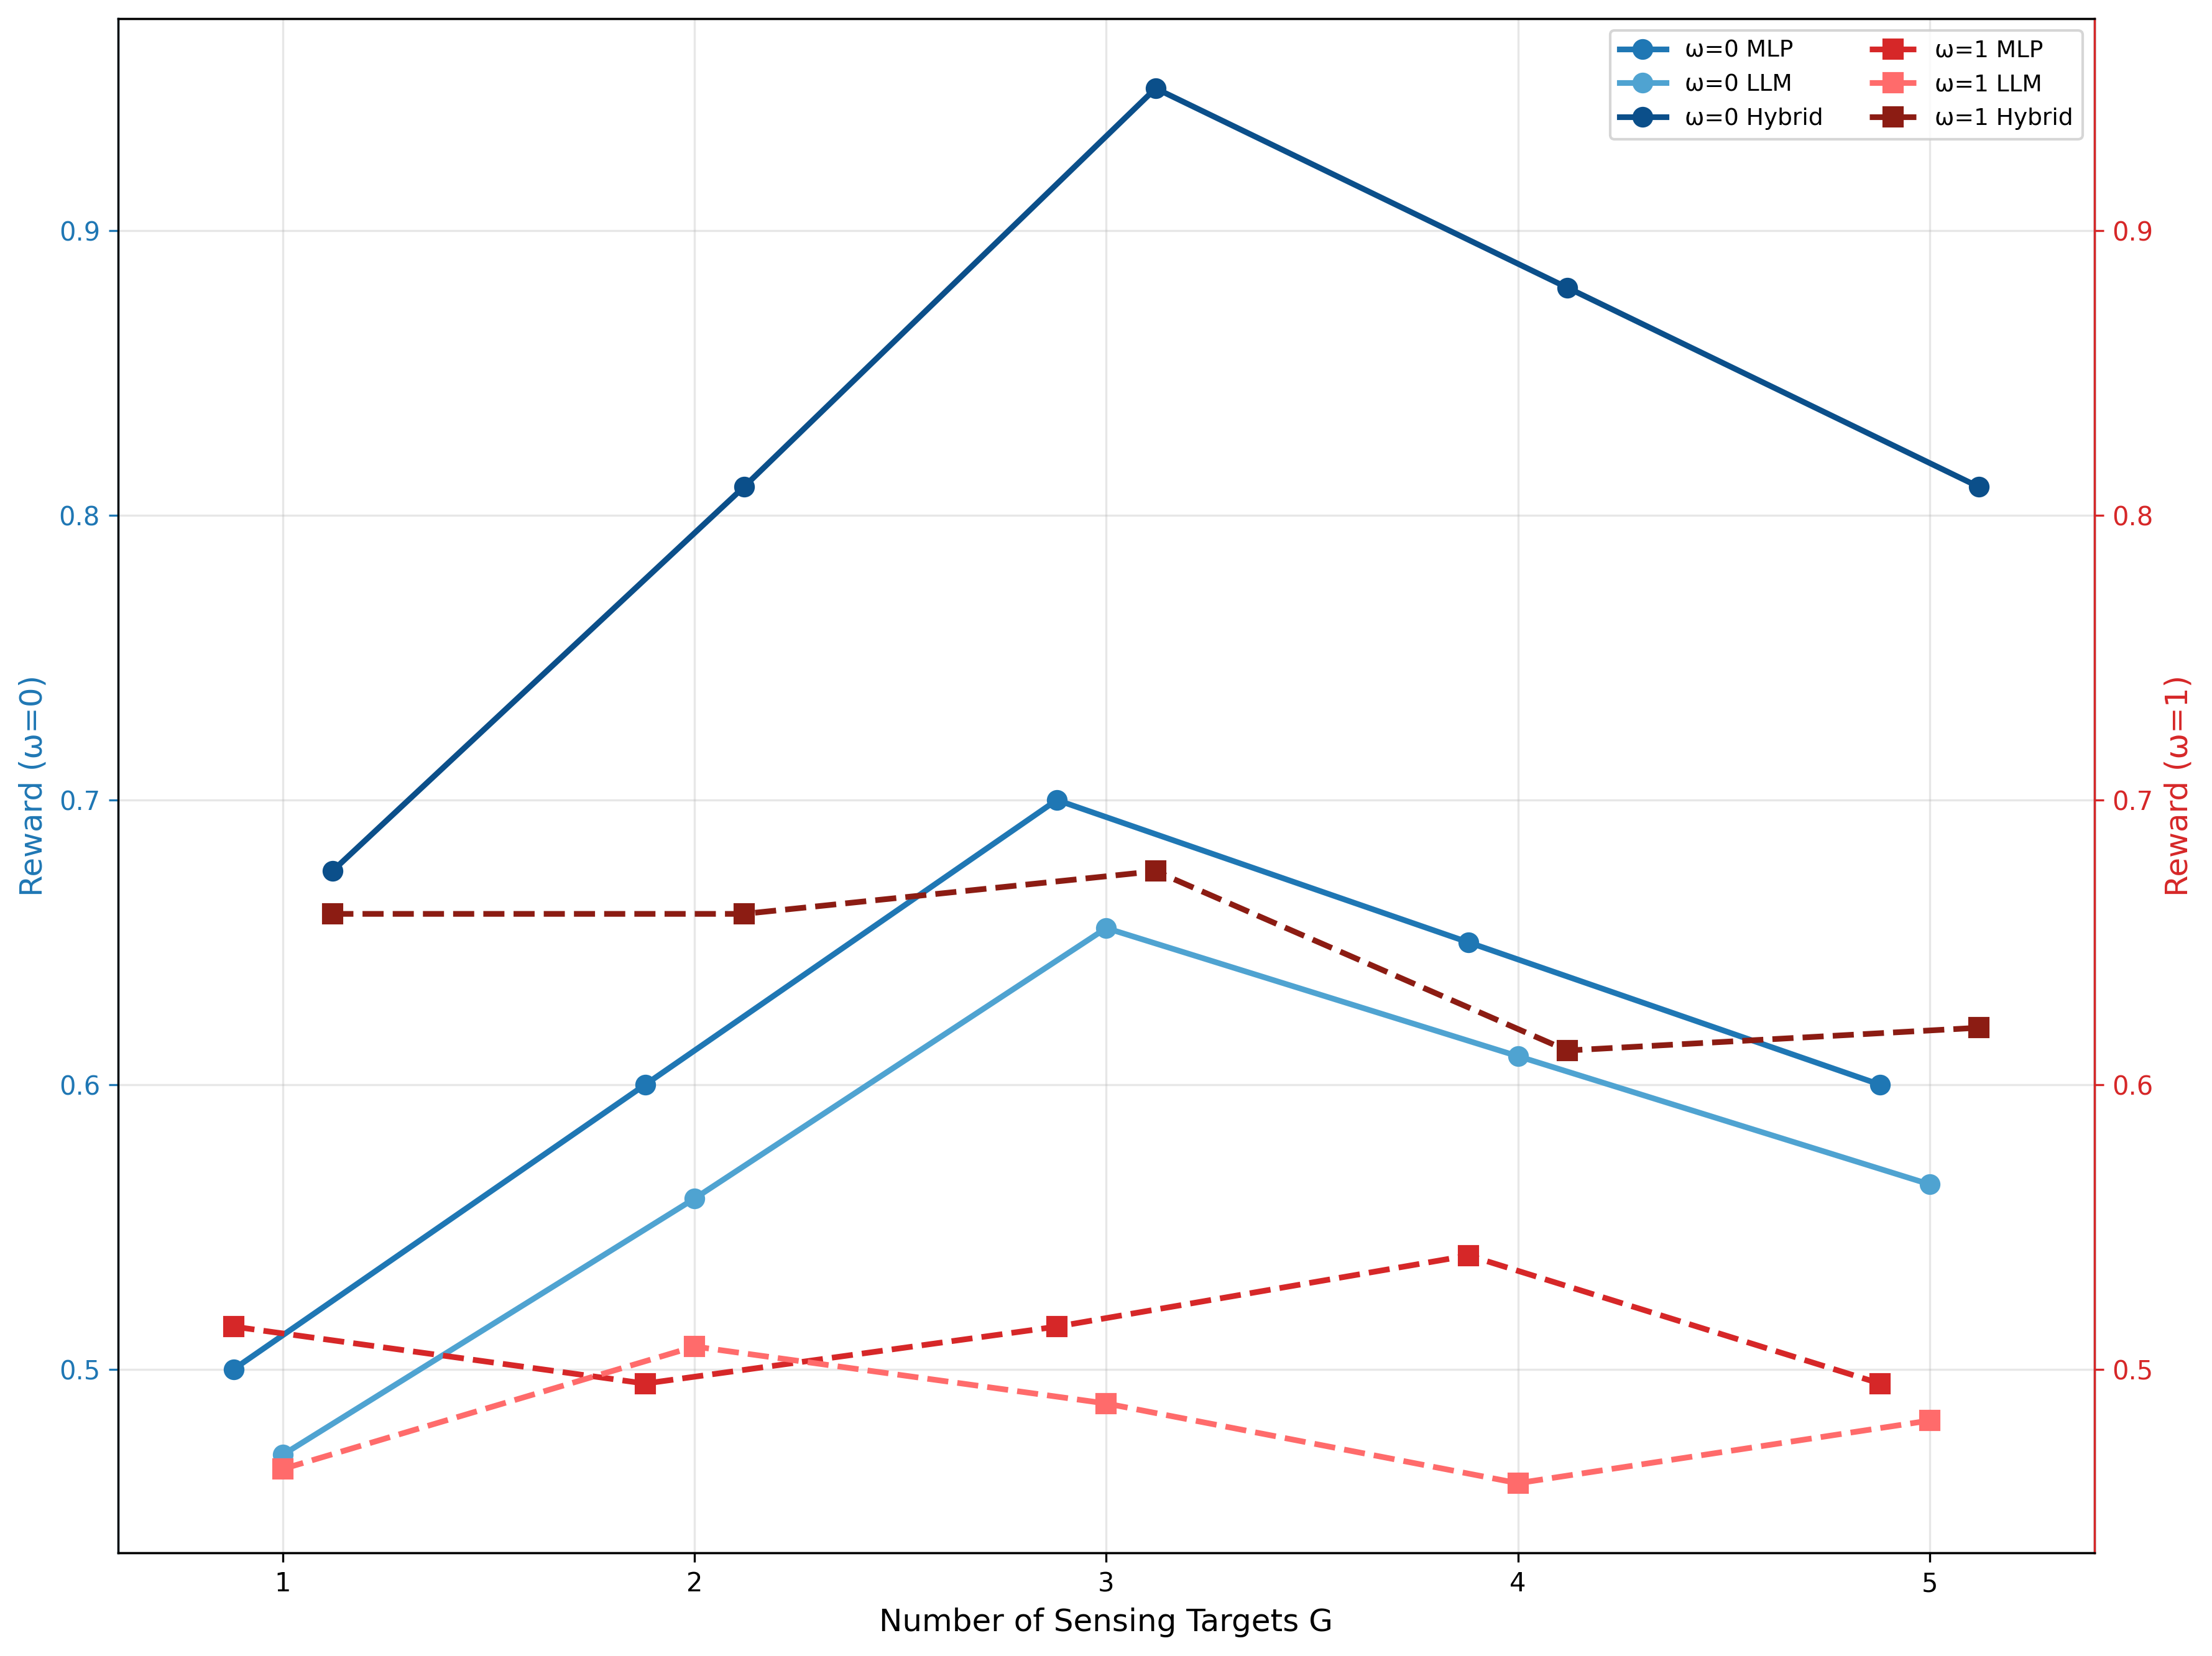 ω=0 MLP
ω=0 LLM
ω=0 Hybrid
ω=1 MLP
ω=1 LLM
ω=1 Hybrid
Reward (ω=0)
0.9
0.8
0.7
0.6
0.5
0.9
0.8
0.7
0.6
0.5
Reward (ω=1)
1 2 3 4 5
Number of Sensing Targets G